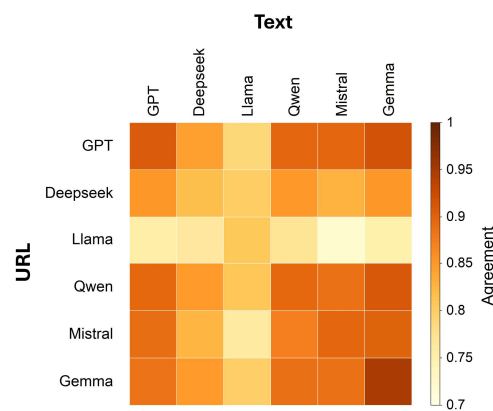 Text
GPT
Deepseek
Llama
Qwen
Mistral
Gemma
URL
GPT
Deepseek
Llama
Qwen
Mistral
Gemma
1
0.95
0.9
0.85
0.8
0.75
0.7
Agreement